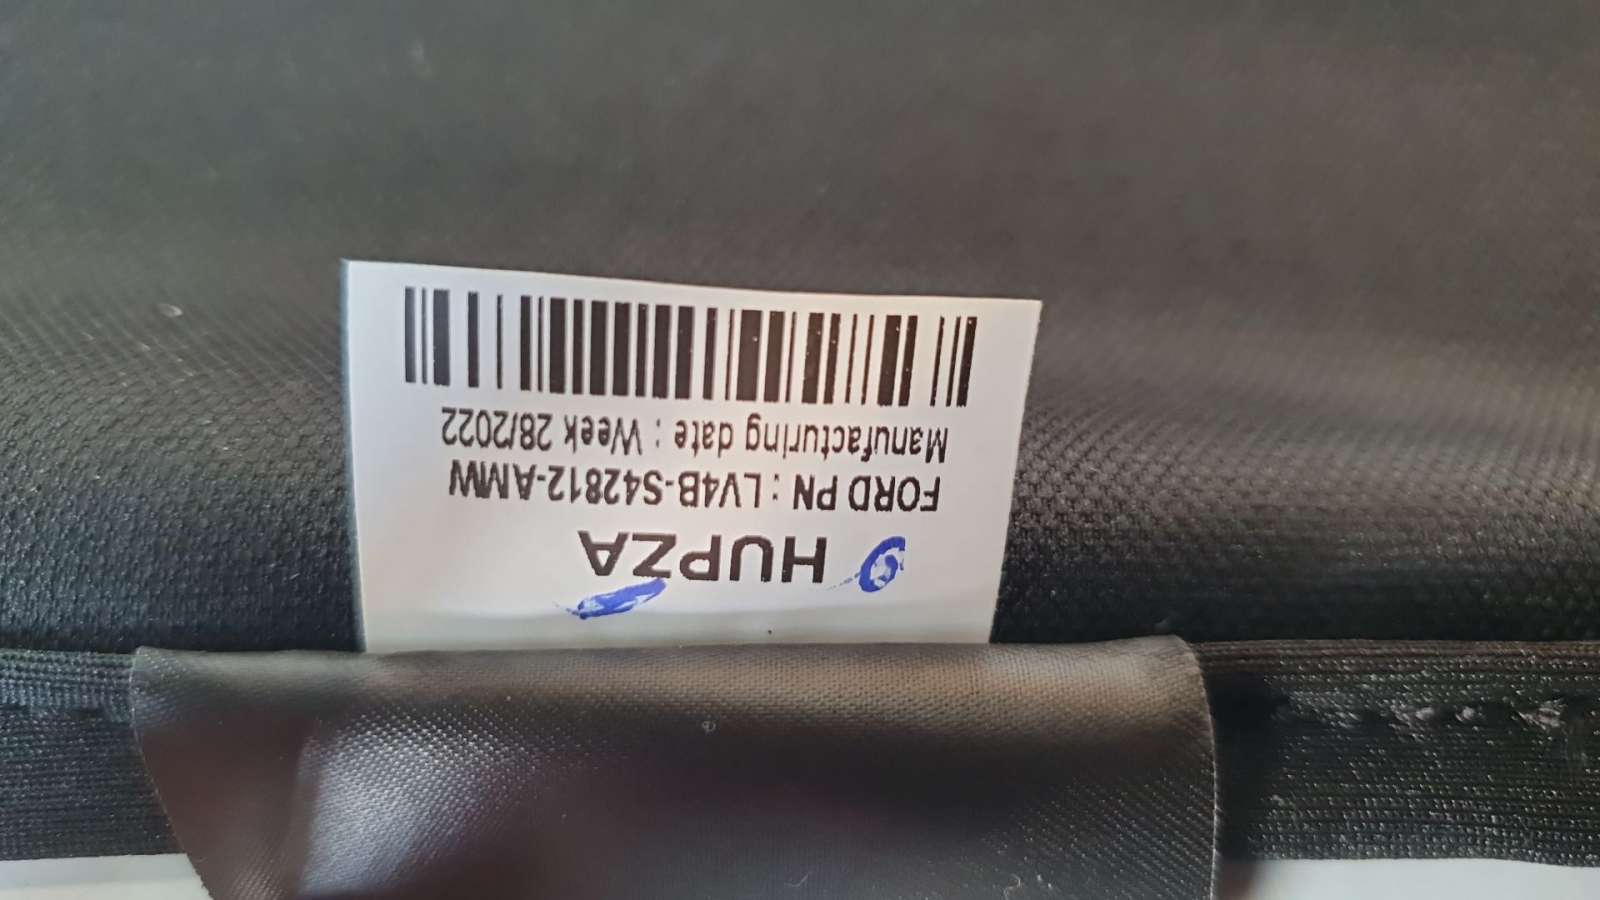 HUPZA
FORD PN : LV4B-S42812-AMW
Manufacturing date : Week 28/2022